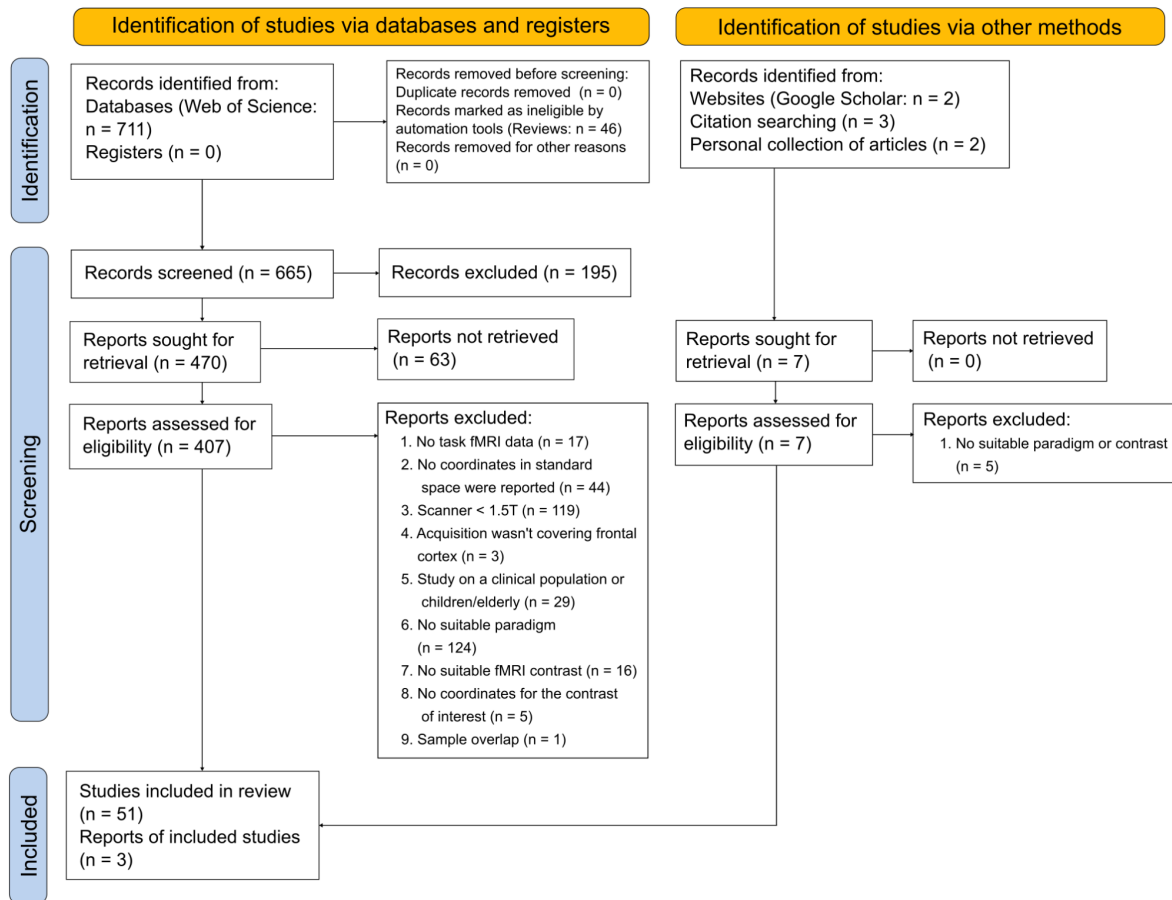 Identification of studies via databases and registers
Identification of studies via other methods
Identification
Records identified from:
Databases (Web of Science:
n = 711)
Registers (n = 0)
Records removed before screening:
Duplicate records removed (n = 0)
Records marked as ineligible by
automation tools (Reviews: n = 46)
Records removed for other reasons
(n = 0)
Records identified from:
Websites (Google Scholar: n = 2)
Citation searching (n = 3)
Personal collection of articles (n = 2)
Screening
Records screened (n = 665)
Records excluded (n = 195)
Reports sought for
retrieval (n = 470)
Reports not retrieved
(n = 63)
Reports sought for
retrieval (n = 7)
Reports not retrieved
(n = 0)
Reports assessed for
eligibility (n = 407)
Reports excluded:
1. No task fMRI data (n = 17)
2. No coordinates in standard
space were reported (n = 44)
3. Scanner < 1.5T (n = 119)
4. Acquisition wasn't covering frontal
cortex (n = 3)
5. Study on a clinical population or
children/elderly (n = 29)
6. No suitable paradigm
(n = 124)
7. No suitable fMRI contrast (n = 16)
8. No coordinates for the contrast
of interest (n = 5)
9. Sample overlap (n = 1)
Reports assessed for
eligibility (n = 7)
Reports excluded:
1. No suitable paradigm or contrast
(n = 5)
Included
Studies included in review
(n = 51)
Reports of included studies
(n = 3)